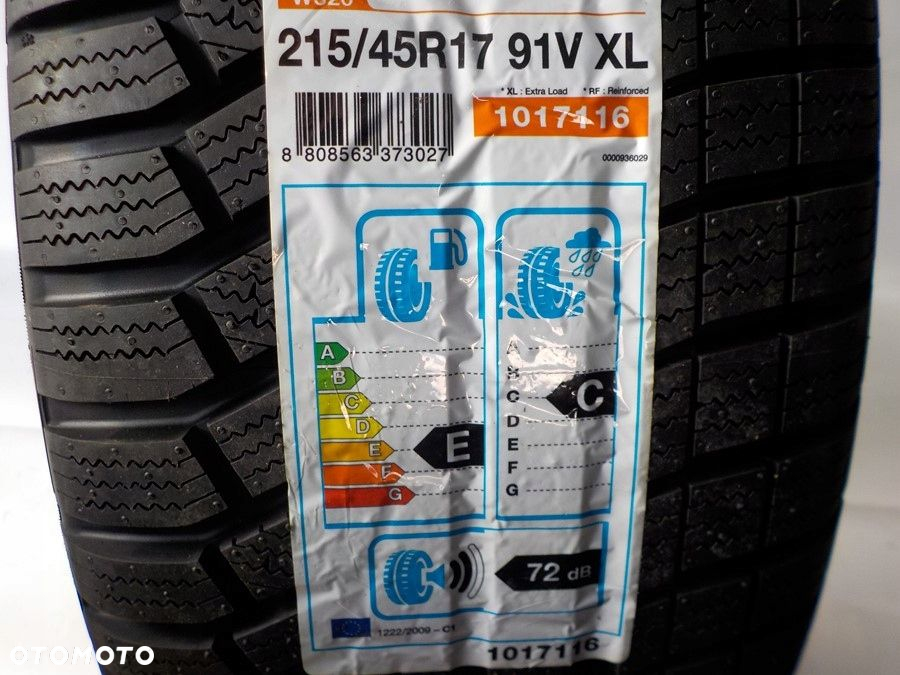 215/45R17 91V XL
* XL : Extra Load * RF : Reinforced
1017116
8 808563 373027
0000936029
A
B
C
D
E
F
G
E
A
C
D
E
F
G
C
72 dB
1222/2009 - C1
1017116
OTOMOTO